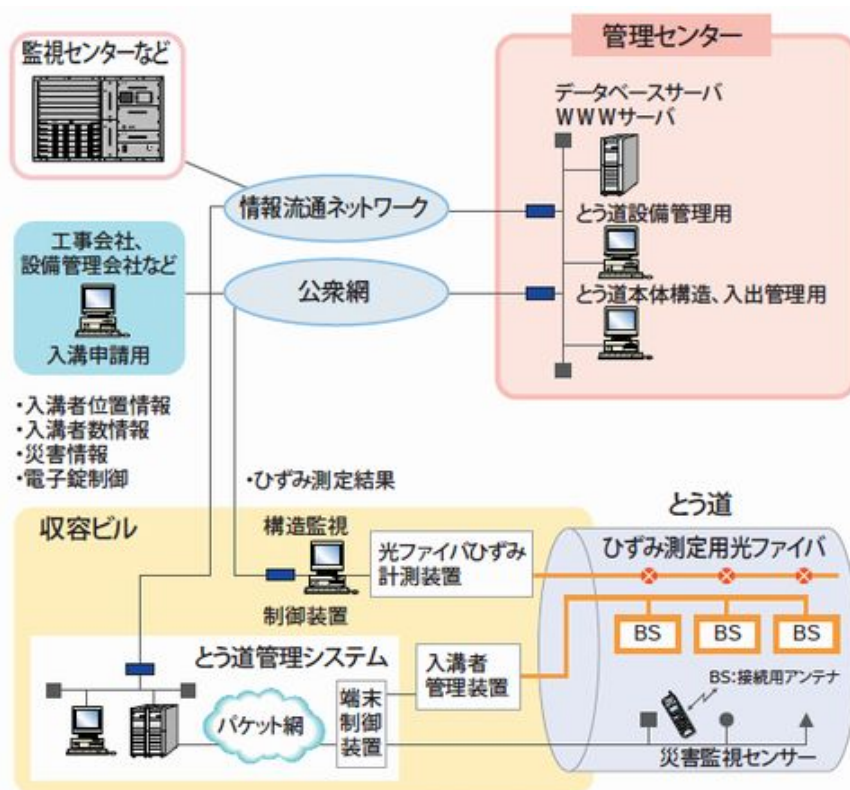 監視センターなど
管理センター
データベースサーバ
WWWサーバ
情報流通ネットワーク
とう道設備管理用
工事会社、
設備管理会社など
公衆網
とう道本体構造、入出管理用
入溝申請用
・入溝者位置情報
・入溝者数情報
・災害情報
・電子錠制御
・ひずみ測定結果
とう道
収容ビル
構造監視
光ファイバひずみ
計測装置
ひずみ測定用光ファイバ
制御装置
BS
BS
BS
とう道管理システム
入溝者
管理装置
BS:接続用アンテナ
パケット網
端末
制御
装置
災害監視センサー